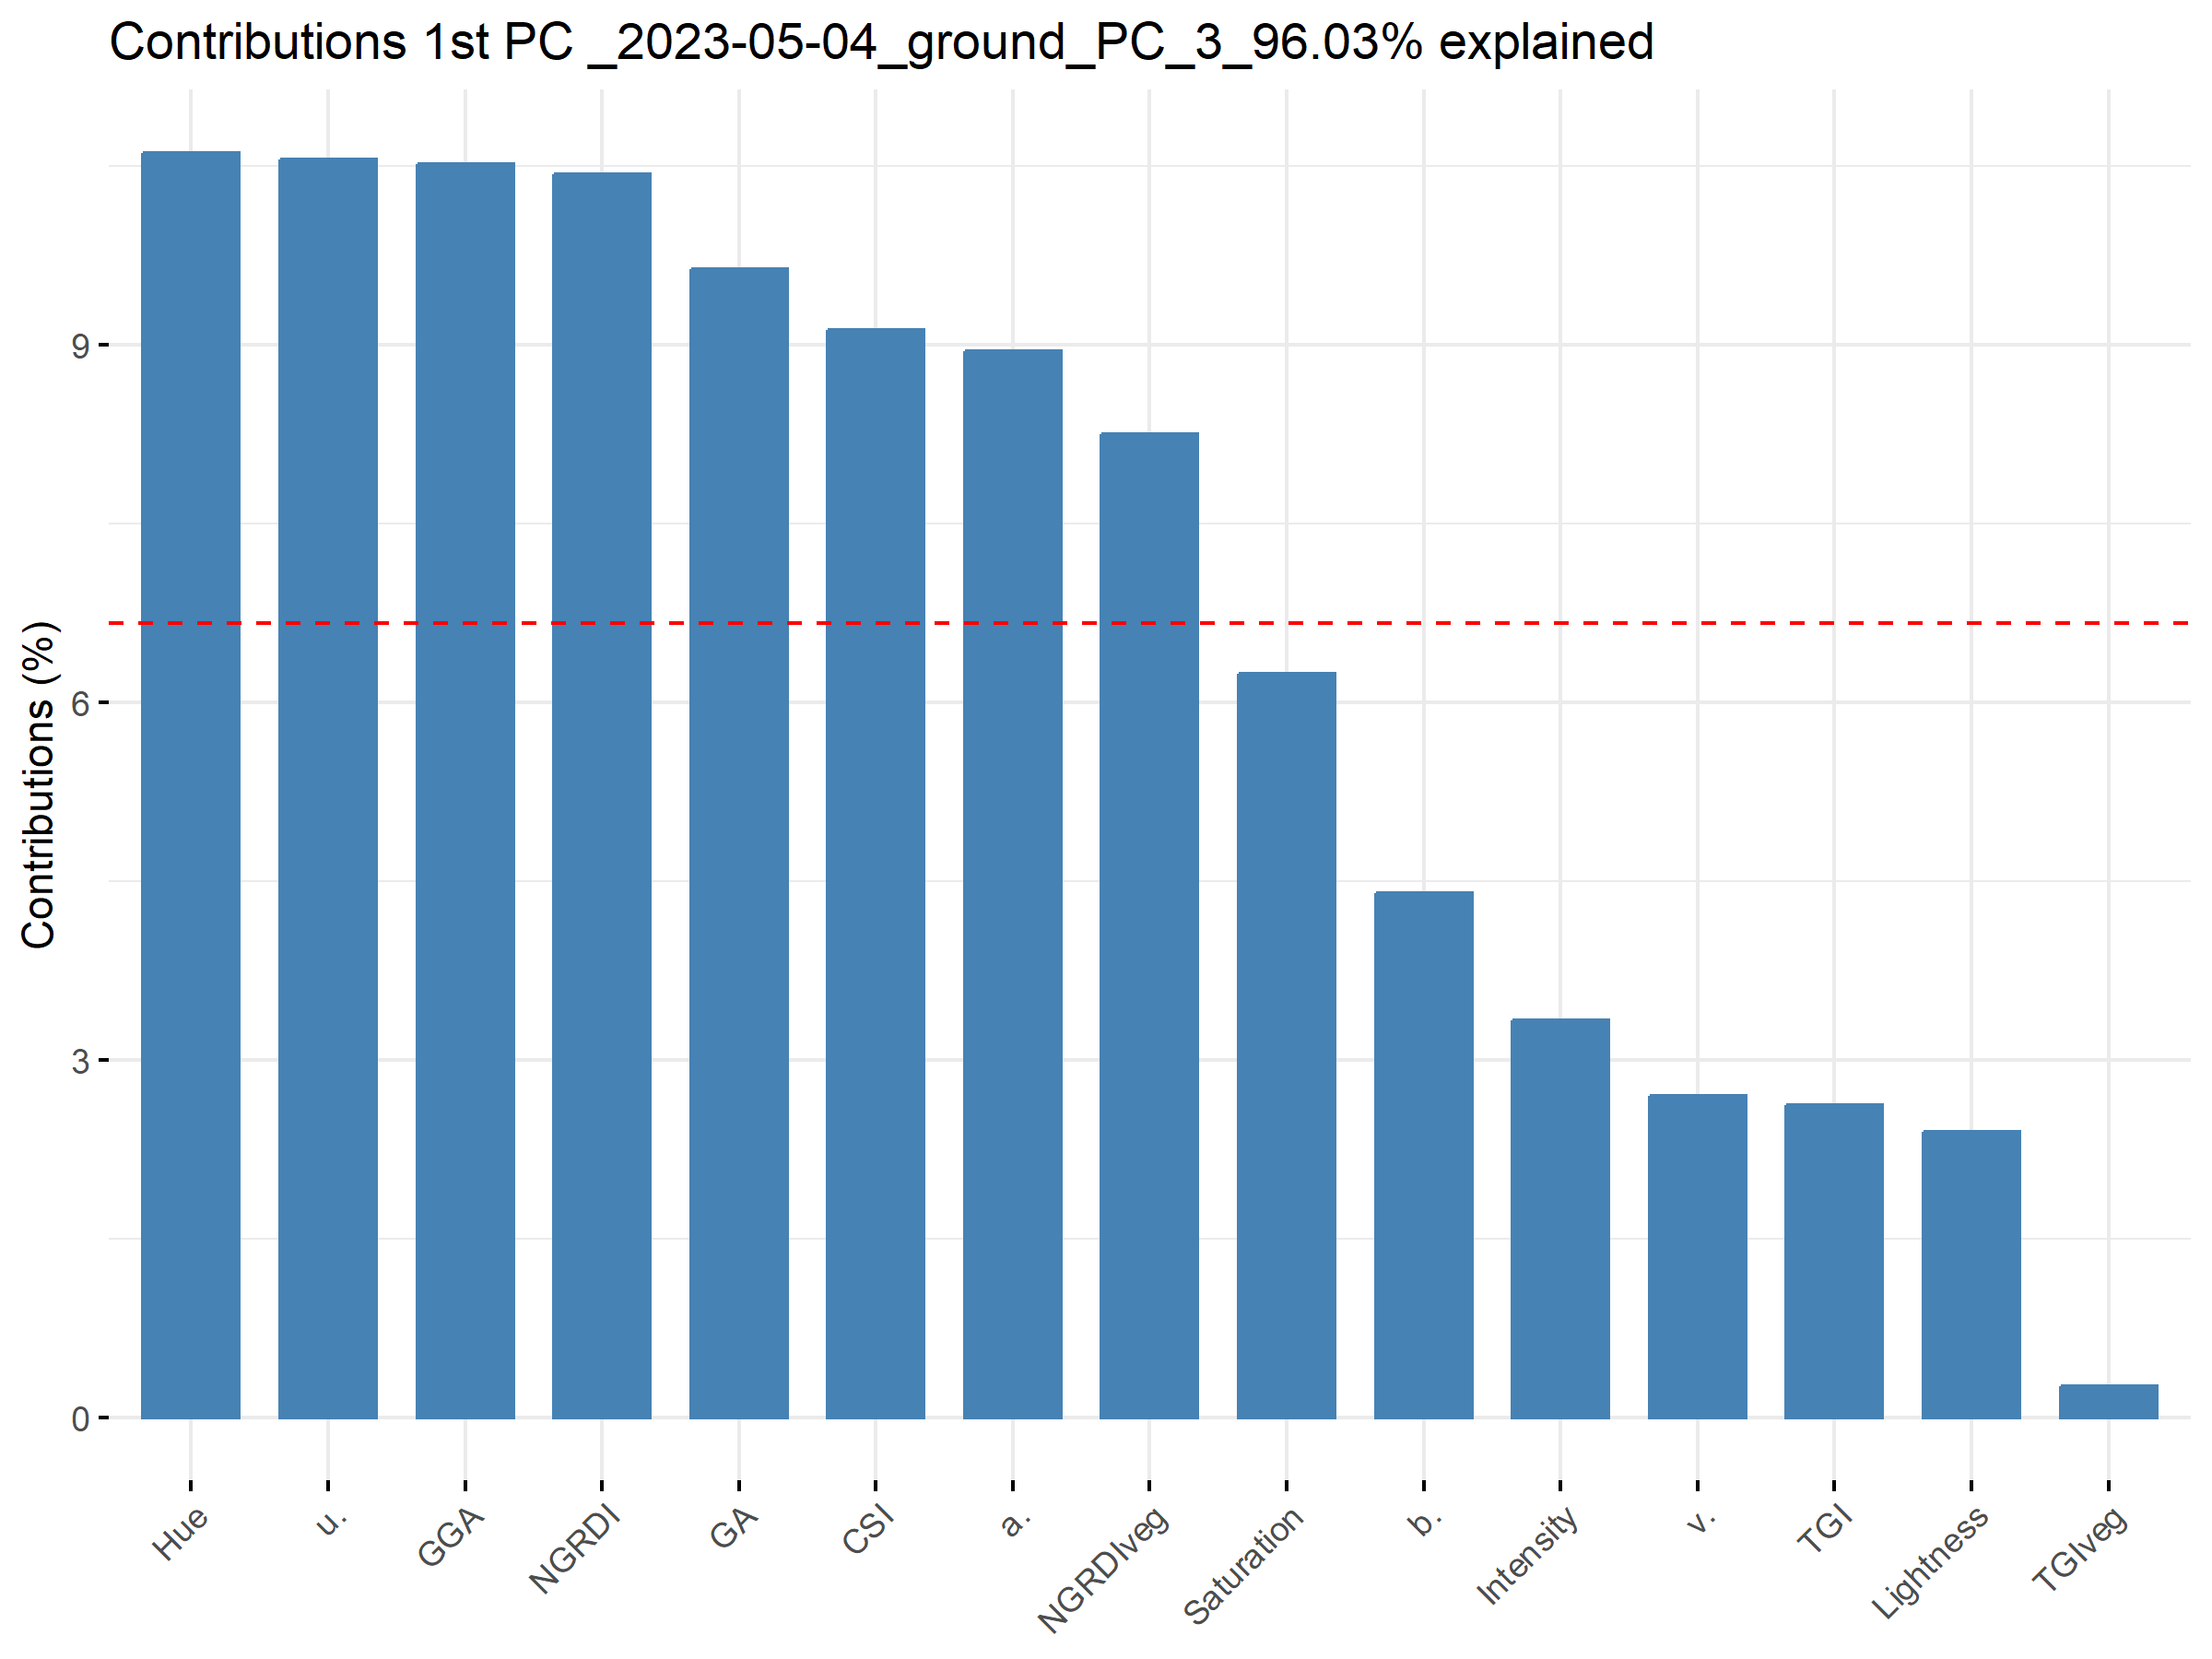 Contributions 1st PC _2023-05-04_ground_PC_3_96.03% explained
Contributions (%)
9
6
3
0
Hue
u.
GGA
NGRDI
GA
CSI
a.
NGRDIveg
Saturation
b.
Intensity
v.
TGI
Lightness
TGIveg